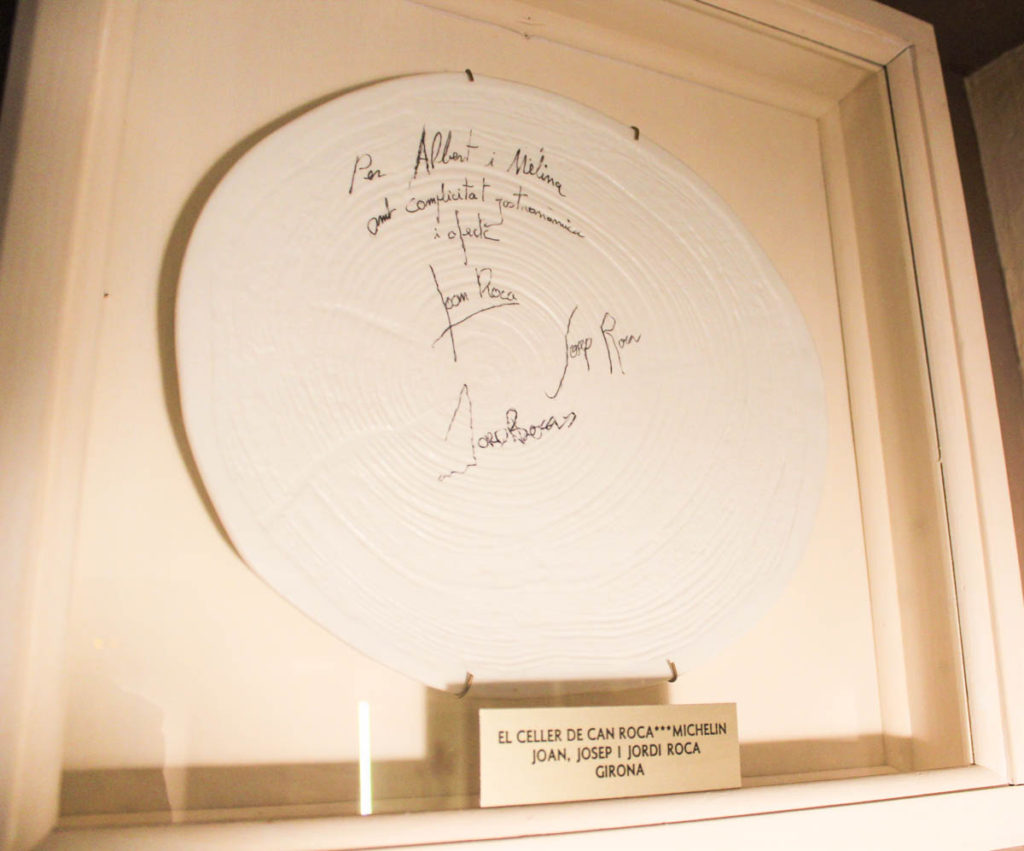 Per Albert i Mélina
amb complicitat gastronòmica
i afecte
Joan Roca
Josep Roca
Jordi Roca
EL CELLER DE CAN ROCA***MICHELIN
JOAN, JOSEP I JORDI ROCA
GIRONA